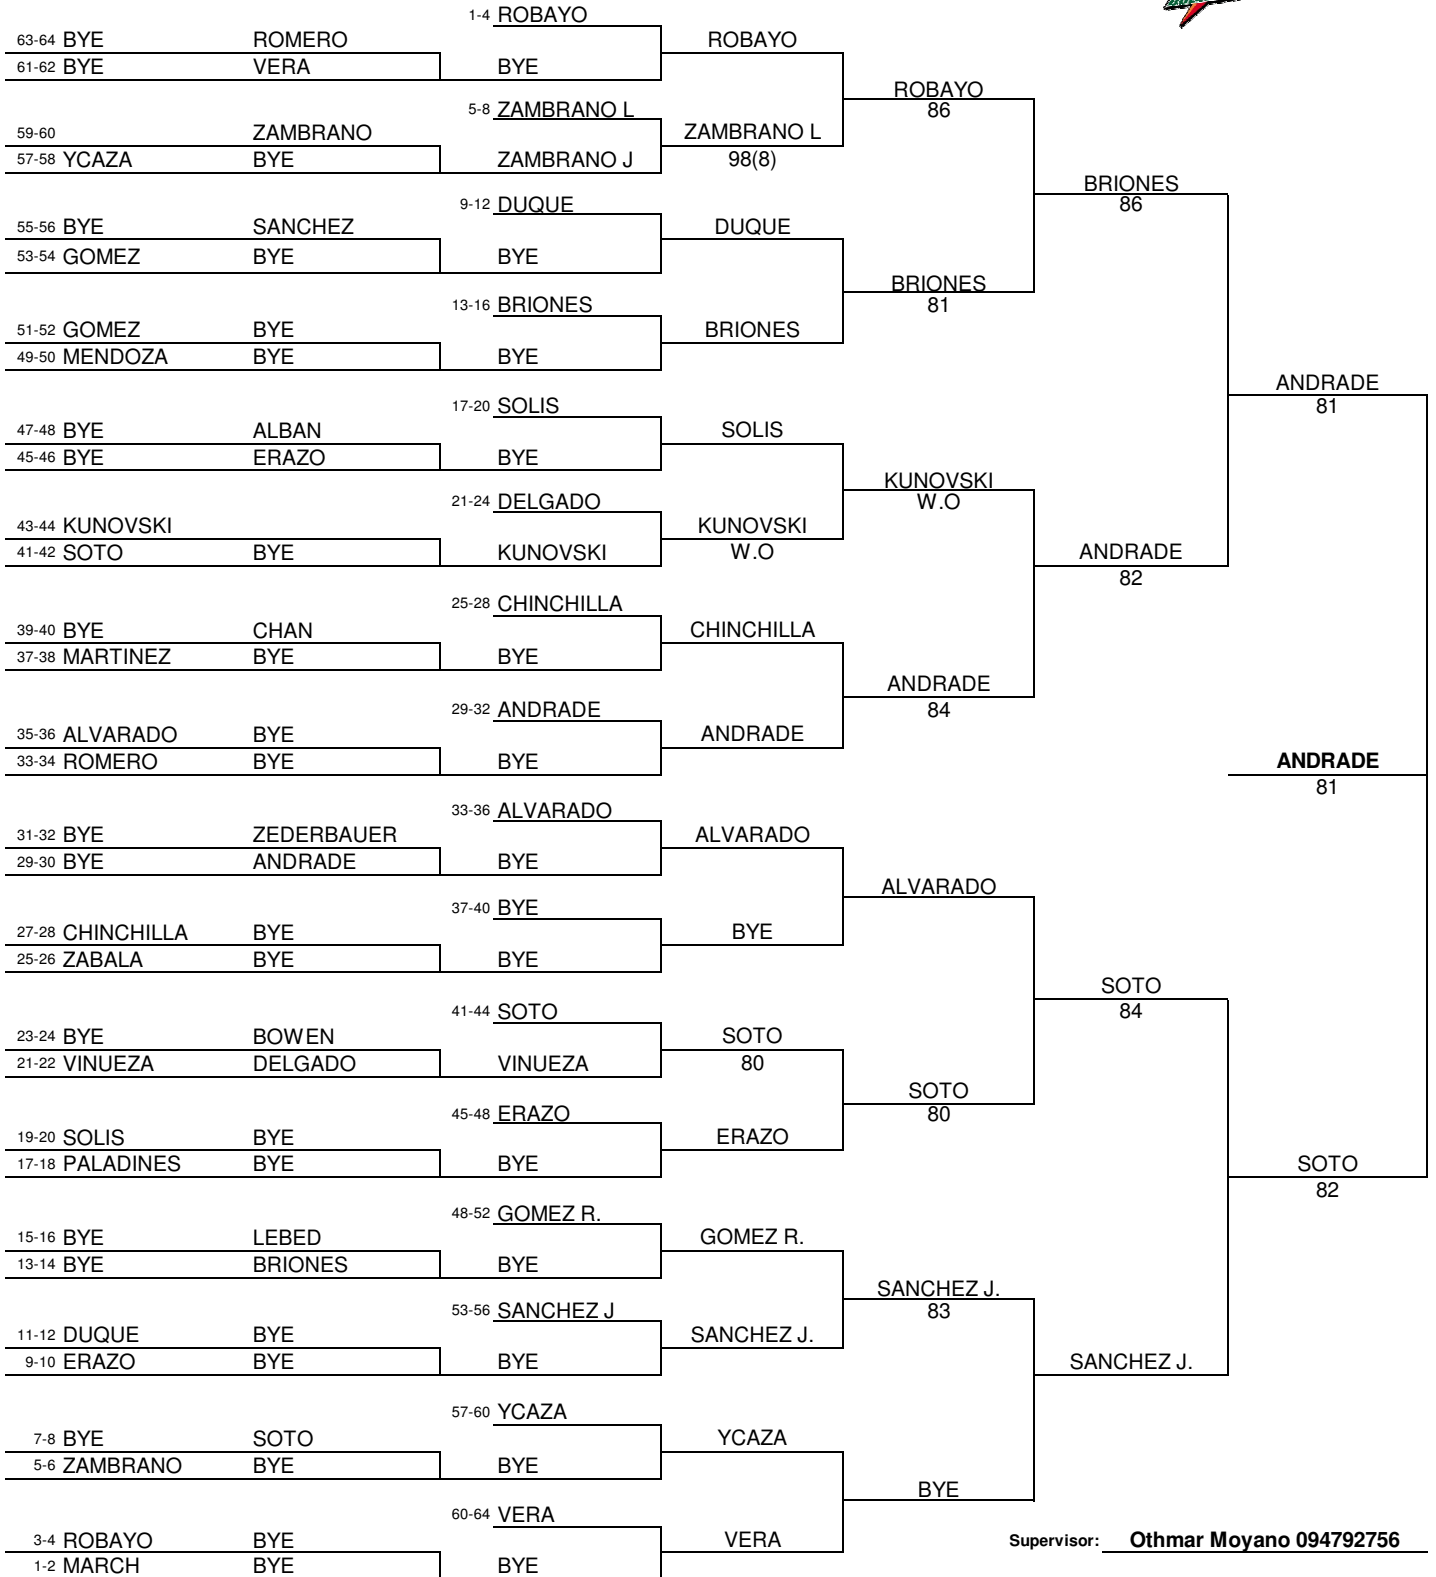 1-4 ROBAYO
63-64 BYE ROMERO ROBAYO
61-62 BYE VERA BYE
ROBAYO
5-8 ZAMBRANO L 86
59-60 ZAMBRANO ZAMBRANO L
57-58 YCAZA BYE ZAMBRANO J 98(8)
BRIONES
9-12 DUQUE 86
55-56 BYE SANCHEZ DUQUE
53-54 GOMEZ BYE BYE
BRIONES
13-16 BRIONES 81
51-52 GOMEZ BYE BRIONES
49-50 MENDOZA BYE BYE
ANDRADE
17-20 SOLIS 81
47-48 BYE ALBAN SOLIS
45-46 BYE ERAZO BYE
KUNOVSKI
21-24 DELGADO W.O
43-44 KUNOVSKI KUNOVSKI
41-42 SOTO BYE KUNOVSKI W.O ANDRADE
82
25-28 CHINCHILLA
39-40 BYE CHAN CHINCHILLA
37-38 MARTINEZ BYE BYE
ANDRADE
29-32 ANDRADE 84
35-36 ALVARADO BYE ANDRADE
33-34 ROMERO BYE BYE ANDRADE
81
33-36 ALVARADO
31-32 BYE ZEDERBAUER ALVARADO
29-30 BYE ANDRADE BYE
ALVARADO
37-40 BYE
27-28 CHINCHILLA BYE BYE
25-26 ZABALA BYE BYE
SOTO
41-44 SOTO 84
23-24 BYE BOWEN SOTO
21-22 VINUEZA DELGADO VINUEZA 80
SOTO
45-48 ERAZO 80
19-20 SOLIS BYE ERAZO
17-18 PALADINES BYE BYE SOTO
82
48-52 GOMEZ R.
15-16 BYE LEBED GOMEZ R.
13-14 BYE BRIONES BYE
SANCHEZ J.
53-56 SANCHEZ J 83
11-12 DUQUE BYE SANCHEZ J.
9-10 ERAZO BYE BYE SANCHEZ J.
57-60 YCAZA
7-8 BYE SOTO YCAZA
5-6 ZAMBRANO BYE BYE
BYE
60-64 VERA
3-4 ROBAYO BYE VERA Supervisor: Othmar Moyano 094792756
1-2 MARCH BYE BYE